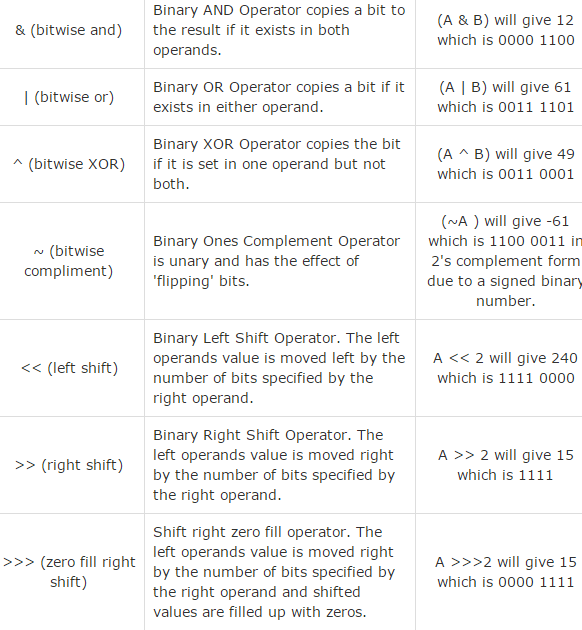 & (bitwise and)
Binary AND Operator copies a bit to
the result if it exists in both
operands.
(A & B) will give 12
which is 0000 1100
| (bitwise or)
Binary OR Operator copies a bit if it
exists in either operand.
(A | B) will give 61
which is 0011 1101
^ (bitwise XOR)
Binary XOR Operator copies the bit
if it is set in one operand but not
both.
(A ^ B) will give 49
which is 0011 0001
~ (bitwise
compliment)
Binary Ones Complement Operator
is unary and has the effect of
'flipping' bits.
(~A ) will give -61
which is 1100 0011 in
2's complement form
due to a signed binary
number.
<< (left shift)
Binary Left Shift Operator. The left
operands value is moved left by the
number of bits specified by the
right operand.
A << 2 will give 240
which is 1111 0000
>> (right shift)
Binary Right Shift Operator. The
left operands value is moved right
by the number of bits specified by
the right operand.
A >> 2 will give 15
which is 1111
>>> (zero fill right
shift)
Shift right zero fill operator. The
left operands value is moved right
by the number of bits specified by
the right operand and shifted
values are filled up with zeros.
A >>>2 will give 15
which is 0000 1111